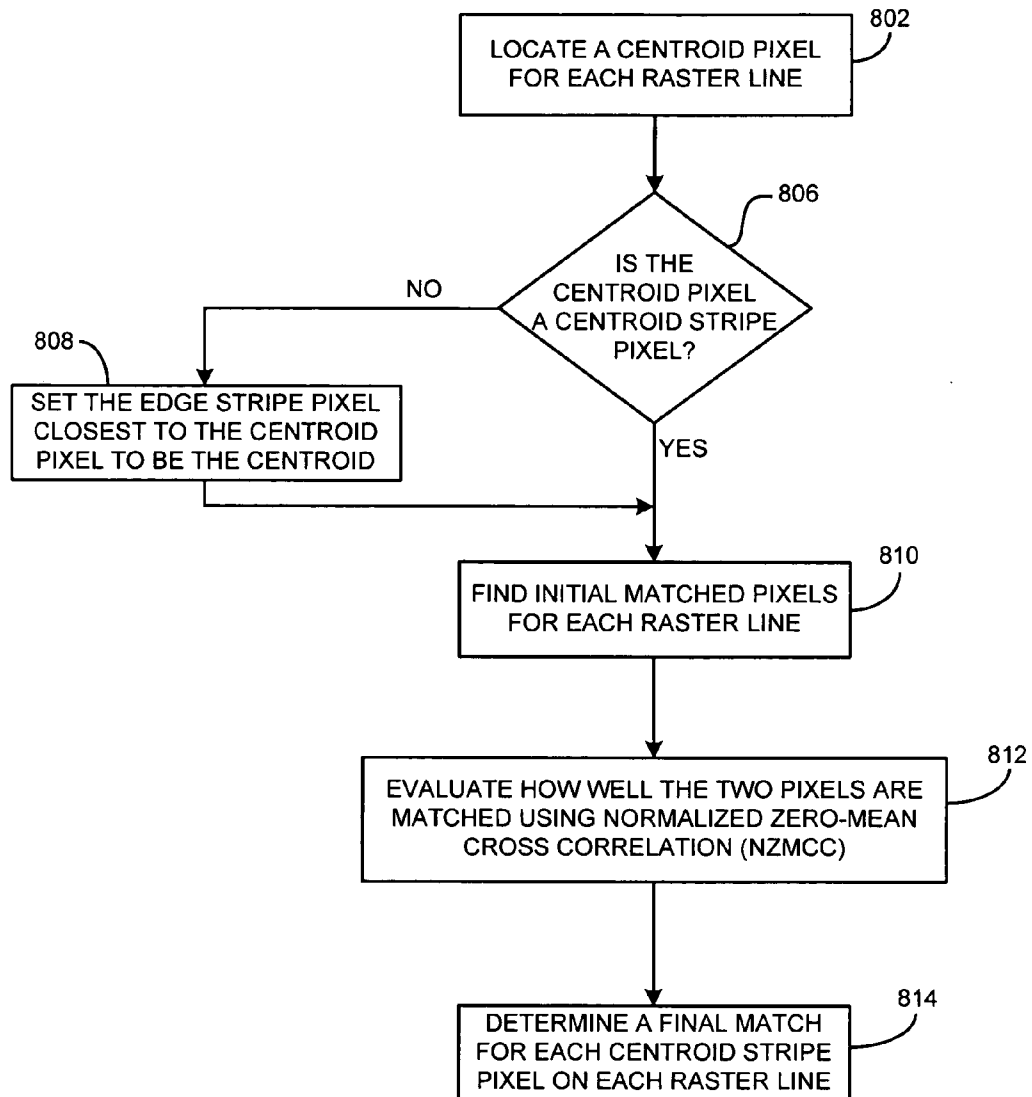 802
LOCATE A CENTROID PIXEL
FOR EACH RASTER LINE
806
IS THE
CENTROID PIXEL
A CENTROID STRIPE
PIXEL?
NO
YES
808
SET THE EDGE STRIPE PIXEL
CLOSEST TO THE CENTROID
PIXEL TO BE THE CENTROID
810
FIND INITIAL MATCHED PIXELS
FOR EACH RASTER LINE
812
EVALUATE HOW WELL THE TWO PIXELS ARE
MATCHED USING NORMALIZED ZERO-MEAN
CROSS CORRELATION (NZMCC)
814
DETERMINE A FINAL MATCH
FOR EACH CENTROID STRIPE
PIXEL ON EACH RASTER LINE